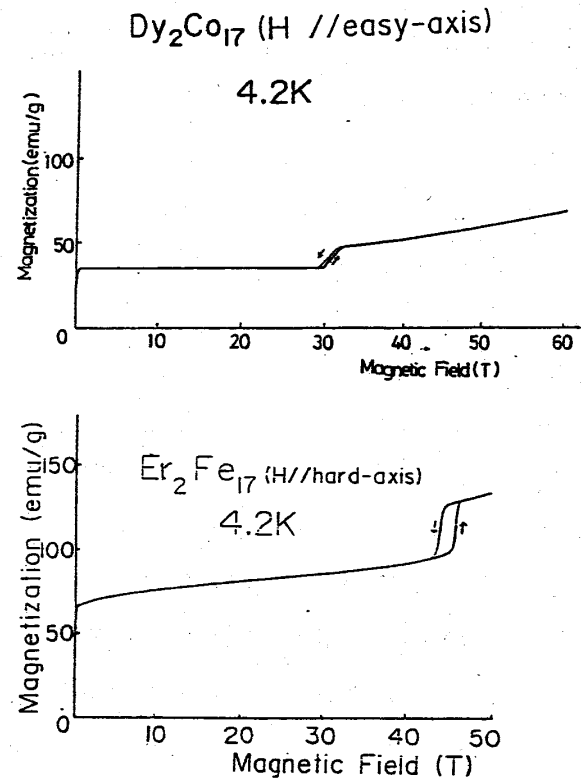 Dy₂Co₁₇ (H //easy-axis)
4.2K
Magnetization(emu/g)
100
50
0
10
20
30
40
50
60
Magnetic Field(T)
Er₂Fe₁₇ (H//hard-axis)
4.2K
Magnetization (emu/g)
150
100
50
0
10
20
30
40
50
Magnetic Field (T)